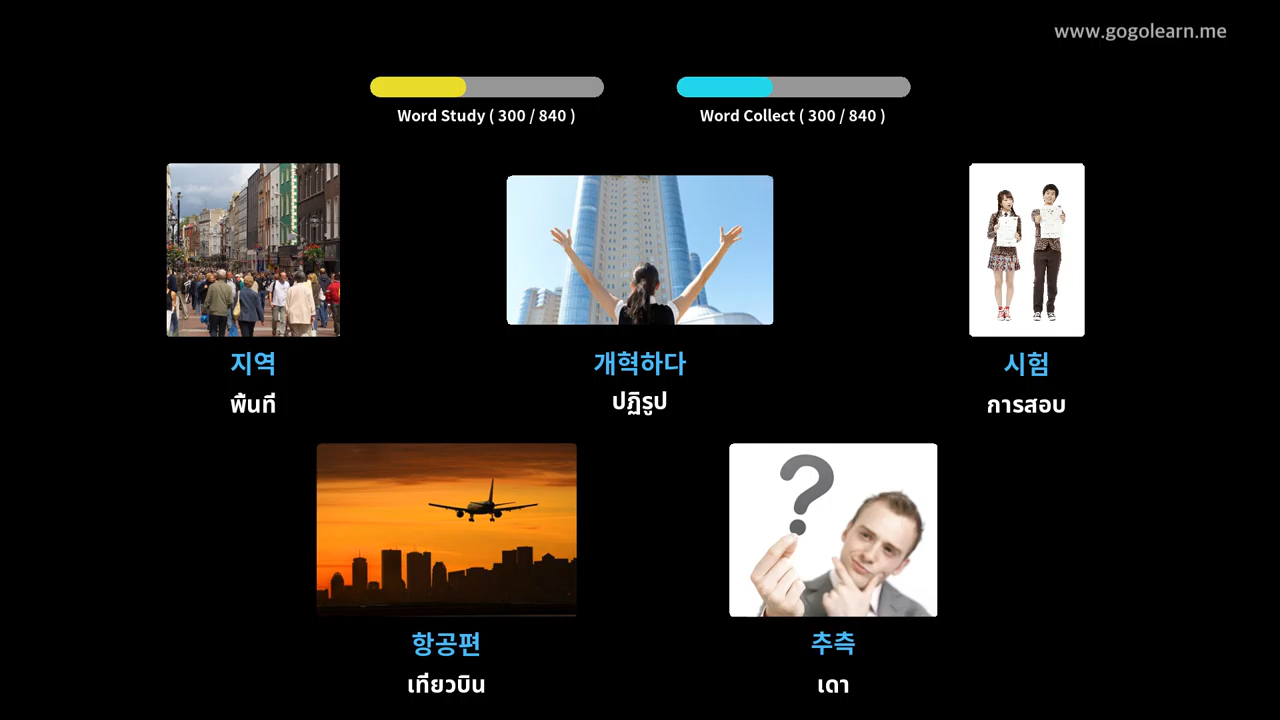 www.gogolearn.me
Word Study ( 300 / 840 )
Word Collect ( 300 / 840 )
지역
พื้นที่
개혁하다
ปฏิรูป
시험
การสอบ
항공편
เที่ยวบิน
추측
เดา